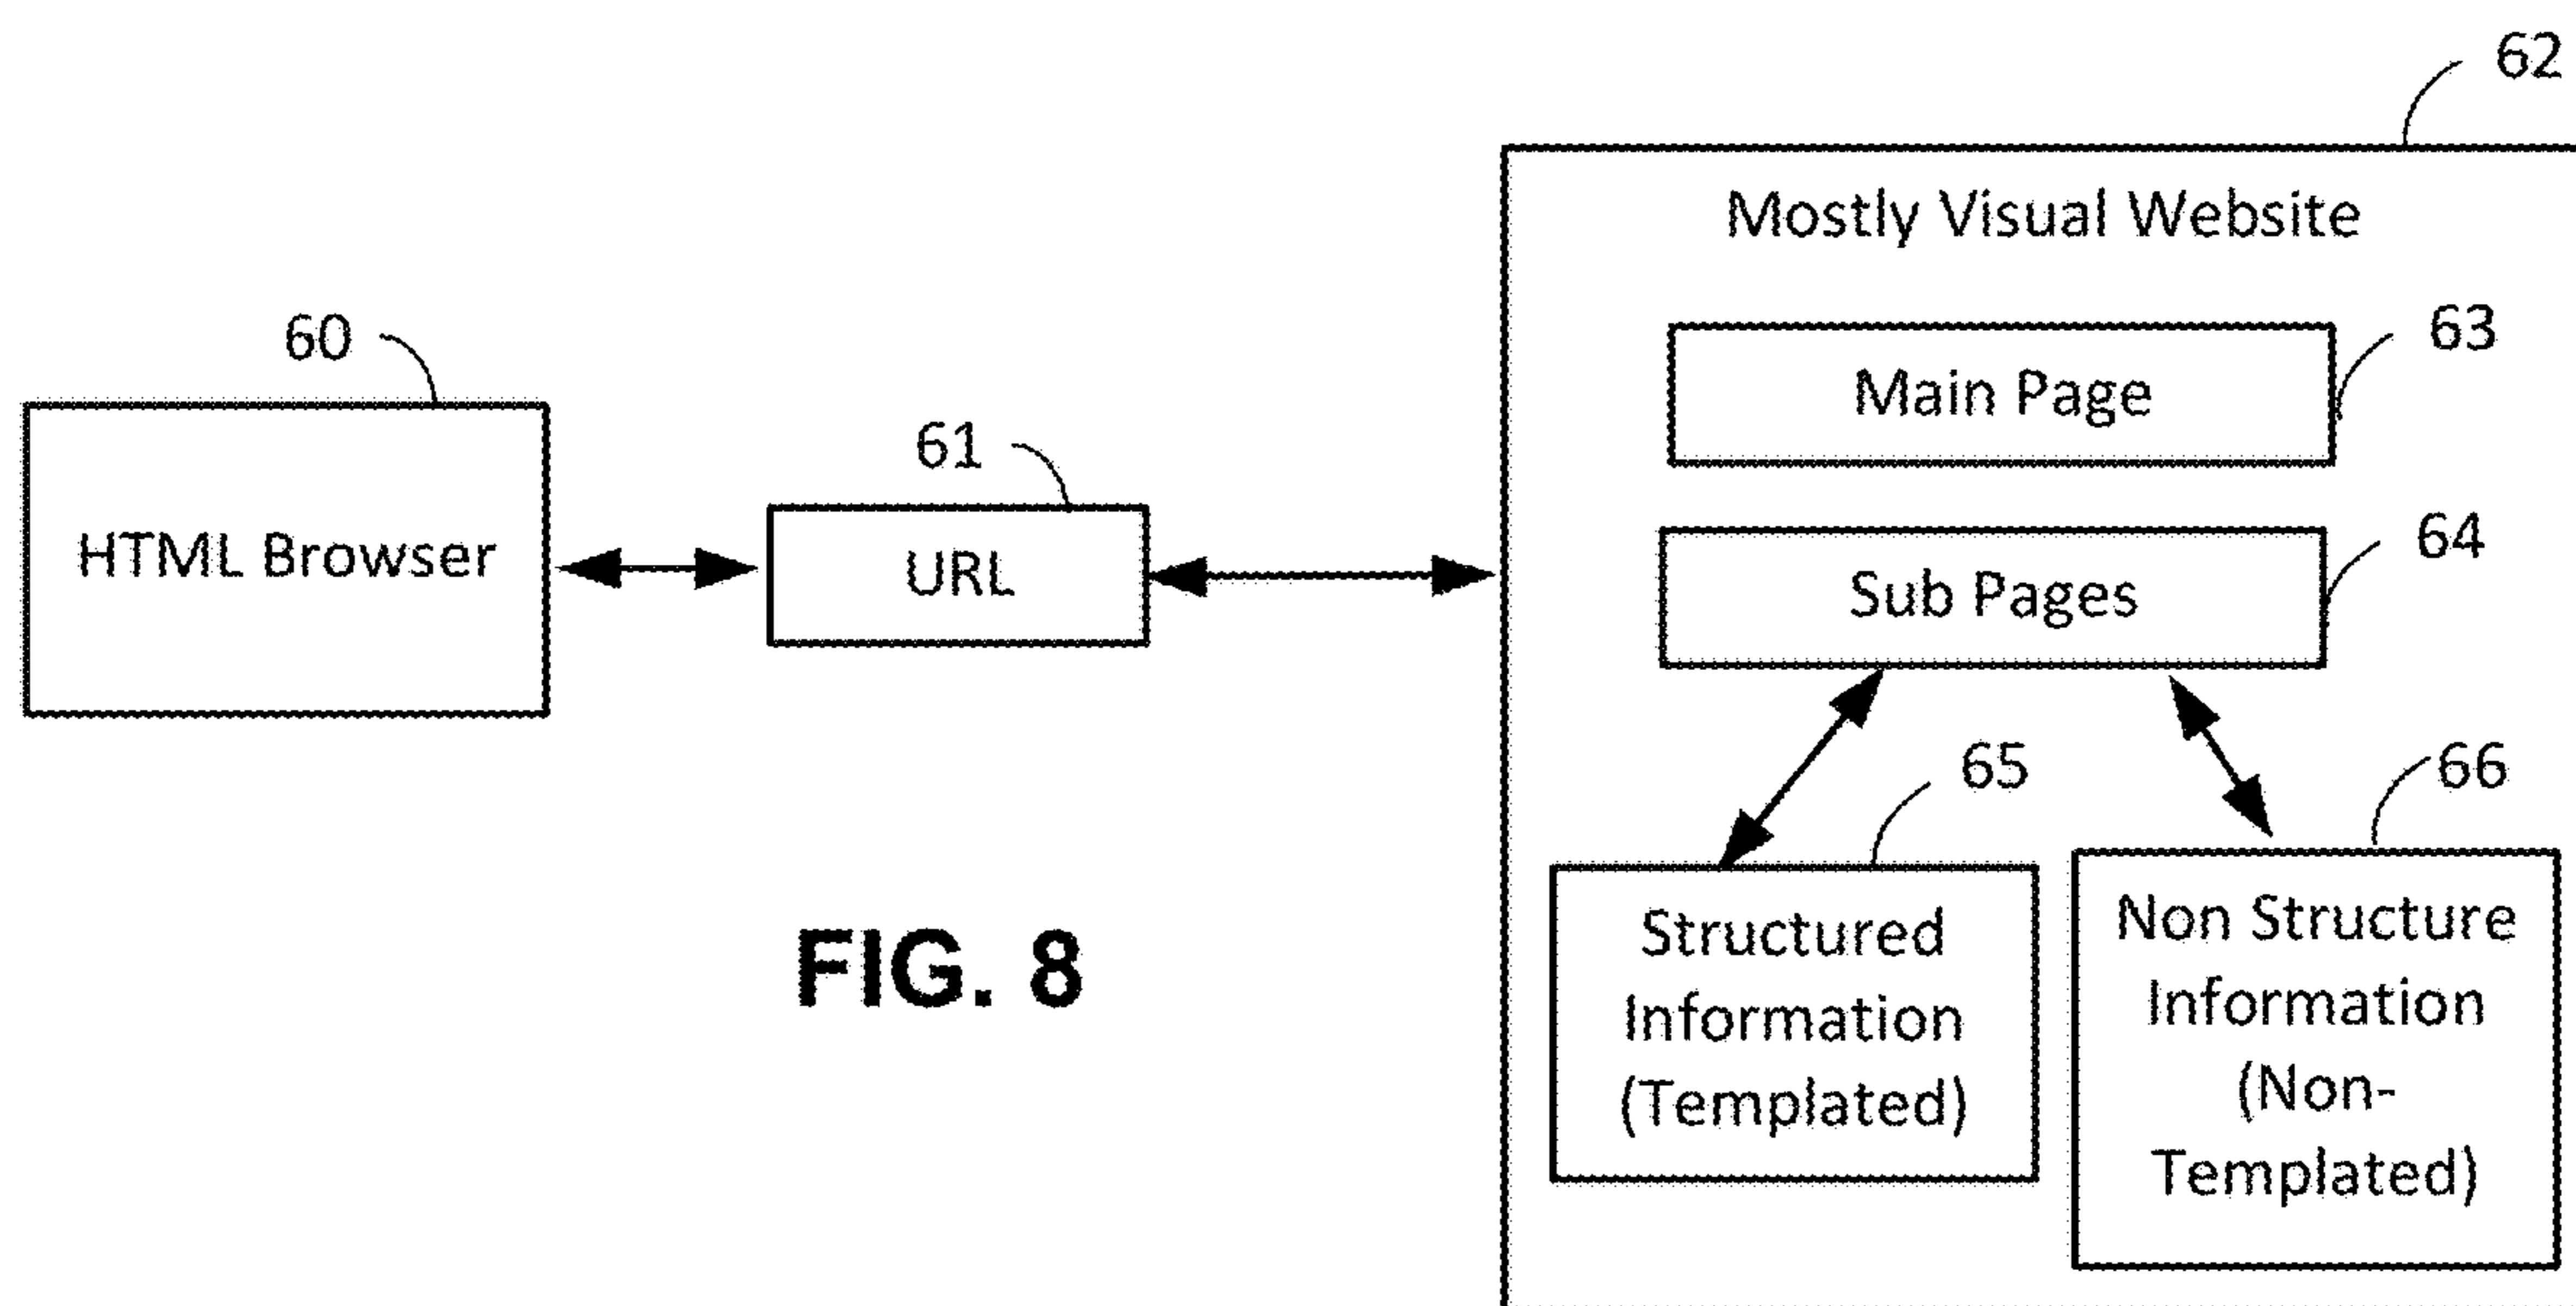 62
Mostly Visual Website
63
Main Page
60
HTML Browser
61
URL
64
Sub Pages
65
Structured
Information
(Templated)
66
Non Structure
Information
(Non-
Templated)
FIG. 8